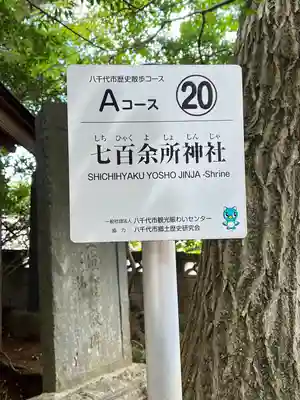 八千代市歴史散歩コース
Aコース ⑳
しち ひゃく よ しょ じん じゃ
七百余所神社
SHICHIHYAKU YOSHO JINJA -Shrine
一般社団法人 八千代市観光賑わいセンター
協力 八千代市郷土歴史研究会